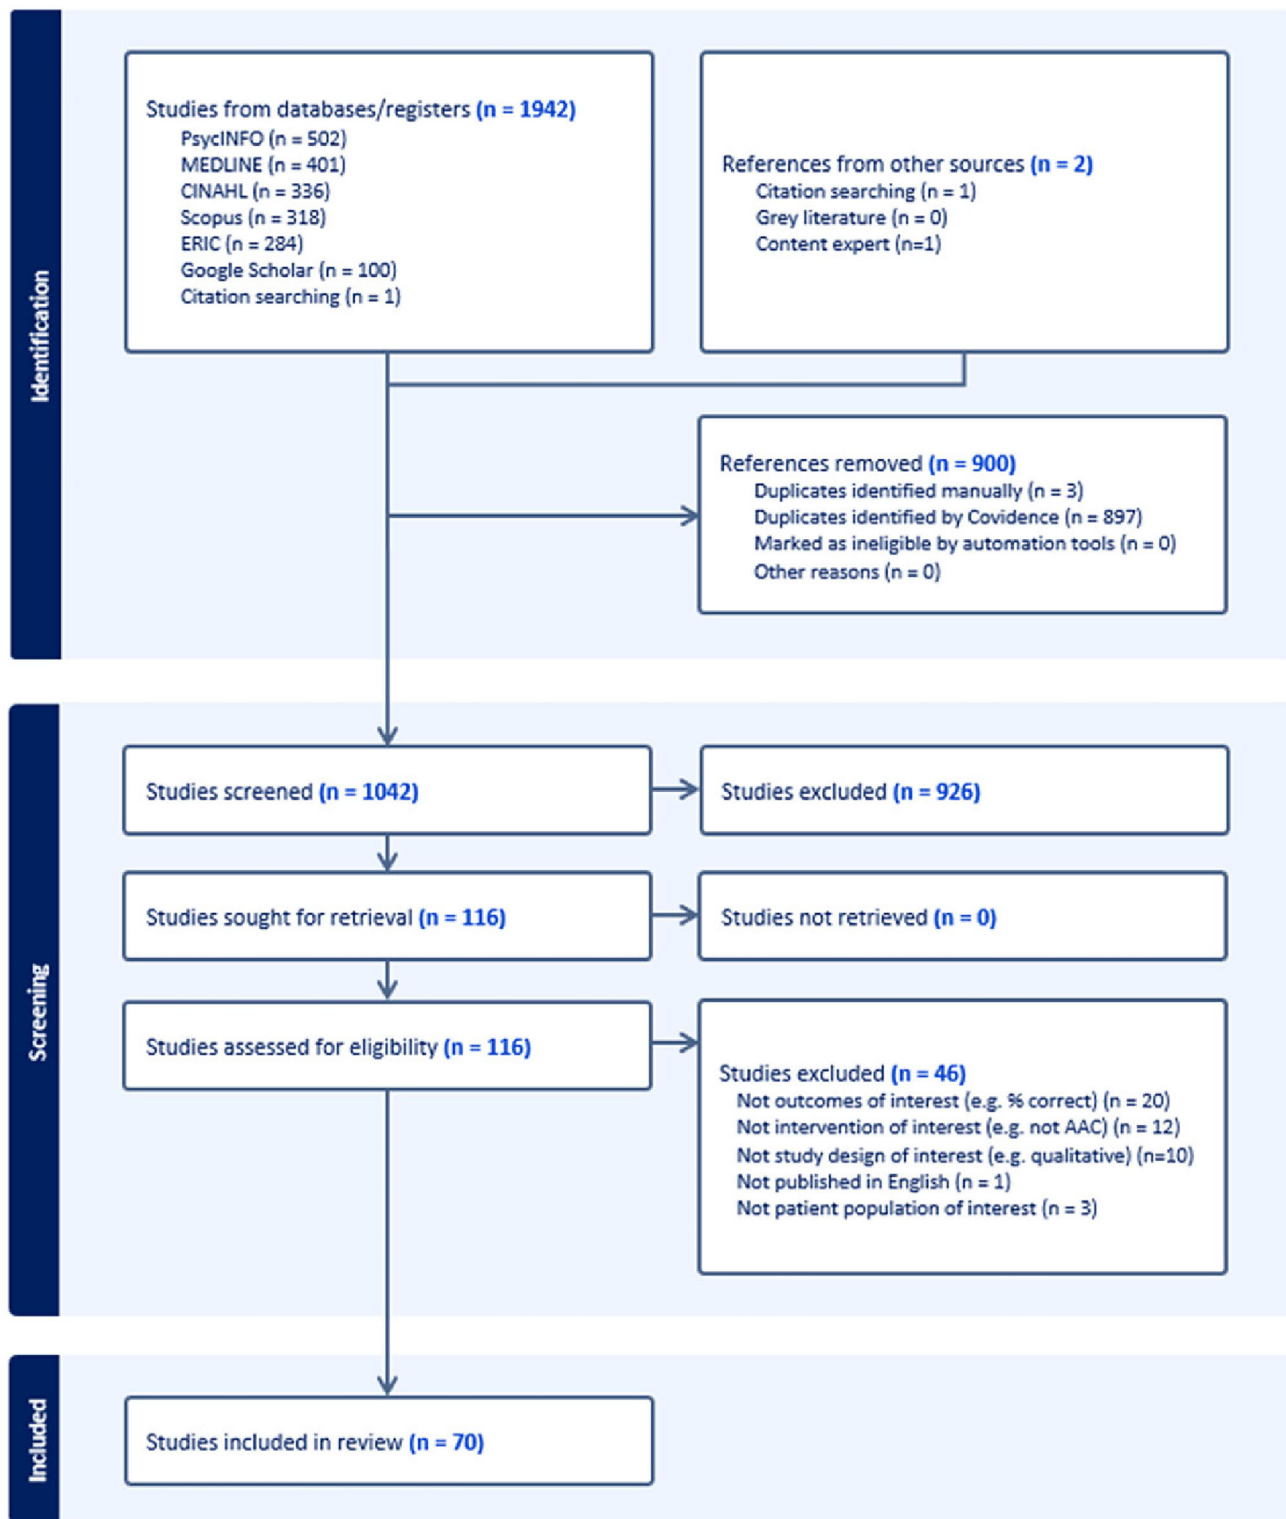 Identification
Studies from databases/registers (n = 1942)
PsycINFO (n = 502)
MEDLINE (n = 401)
CINAHL (n = 336)
Scopus (n = 318)
ERIC (n = 284)
Google Scholar (n = 100)
Citation searching (n = 1)
References from other sources (n = 2)
Citation searching (n = 1)
Grey literature (n = 0)
Content expert (n=1)
References removed (n = 900)
Duplicates identified manually (n = 3)
Duplicates identified by Covidence (n = 897)
Marked as ineligible by automation tools (n = 0)
Other reasons (n = 0)
Screening
Studies screened (n = 1042)
Studies excluded (n = 926)
Studies sought for retrieval (n = 116)
Studies not retrieved (n = 0)
Studies assessed for eligibility (n = 116)
Studies excluded (n = 46)
Not outcomes of interest (e.g. % correct) (n = 20)
Not intervention of interest (e.g. not AAC) (n = 12)
Not study design of interest (e.g. qualitative) (n=10)
Not published in English (n = 1)
Not patient population of interest (n = 3)
Included
Studies included in review (n = 70)